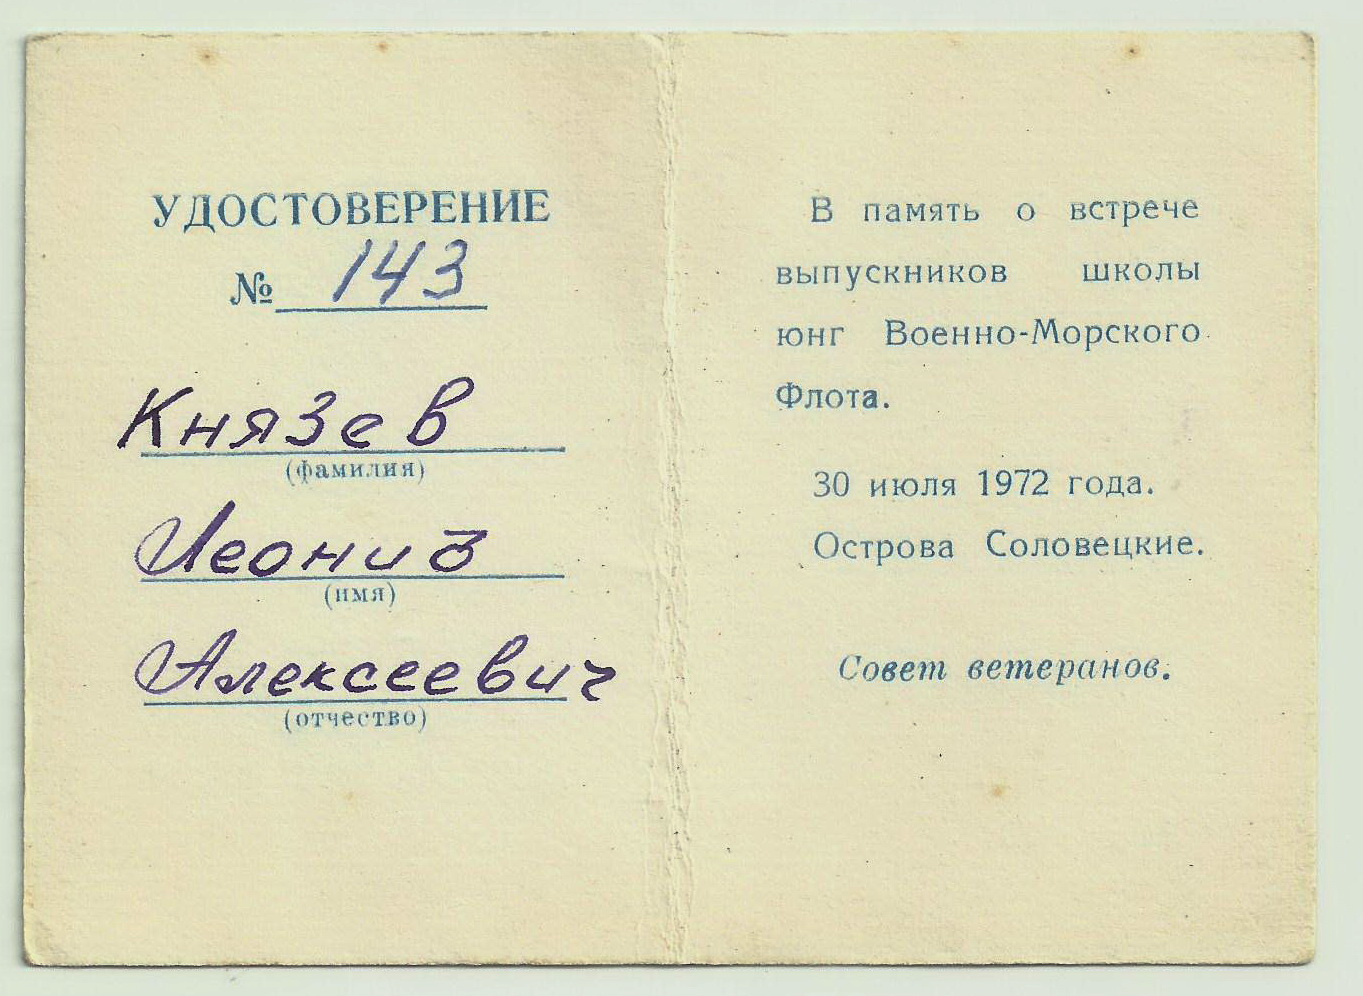 УДОСТОВЕРЕНИЕ
№ 143
Князев
(фамилия)
Леонид
(имя)
Алексеевич
(отчество)
В память о встрече
выпускников школы
юнг Военно-Морского
Флота.
30 июля 1972 года.
Острова Соловецкие.
Совет ветеранов.